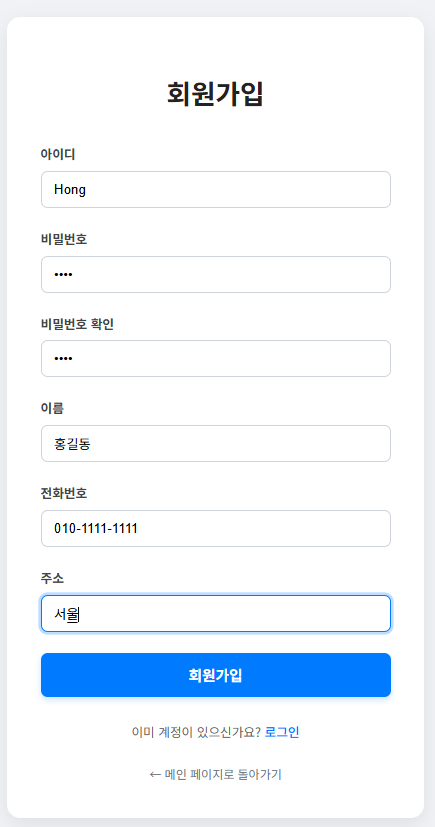 회원가입
아이디
Hong
비밀번호
••••
비밀번호 확인
••••
이름
홍길동
전화번호
010-1111-1111
주소
서울
회원가입
이미 계정이 있으신가요? 로그인
← 메인 페이지로 돌아가기